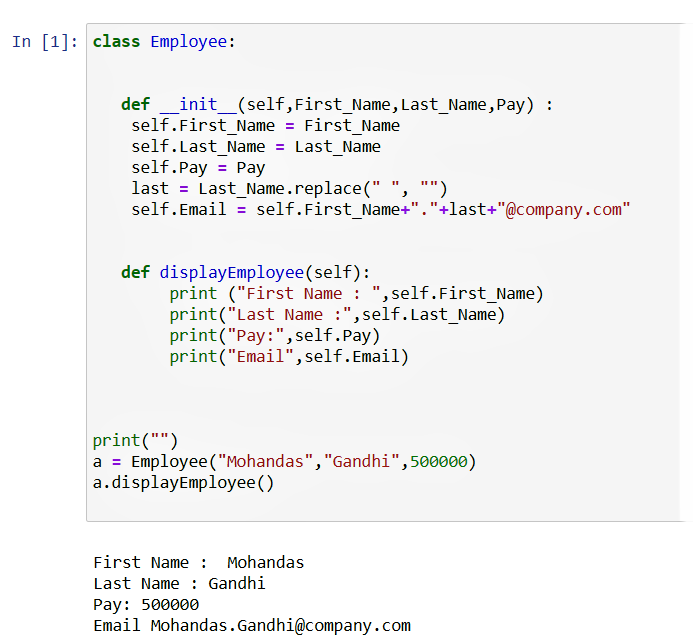 In [1]: class Employee:
def __init__(self,First_Name,Last_Name,Pay) :
self.First_Name = First_Name
self.Last_Name = Last_Name
self.Pay = Pay
last = Last_Name.replace(" ", "")
self.Email = self.First_Name+"."+last+"@company.com"
def displayEmployee(self):
print ("First Name : ",self.First_Name)
print("Last Name :",self.Last_Name)
print("Pay:",self.Pay)
print("Email",self.Email)
print("")
a = Employee("Mohandas","Gandhi",500000)
a.displayEmployee()
First Name :  Mohandas
Last Name : Gandhi
Pay: 500000
Email Mohandas.Gandhi@company.com